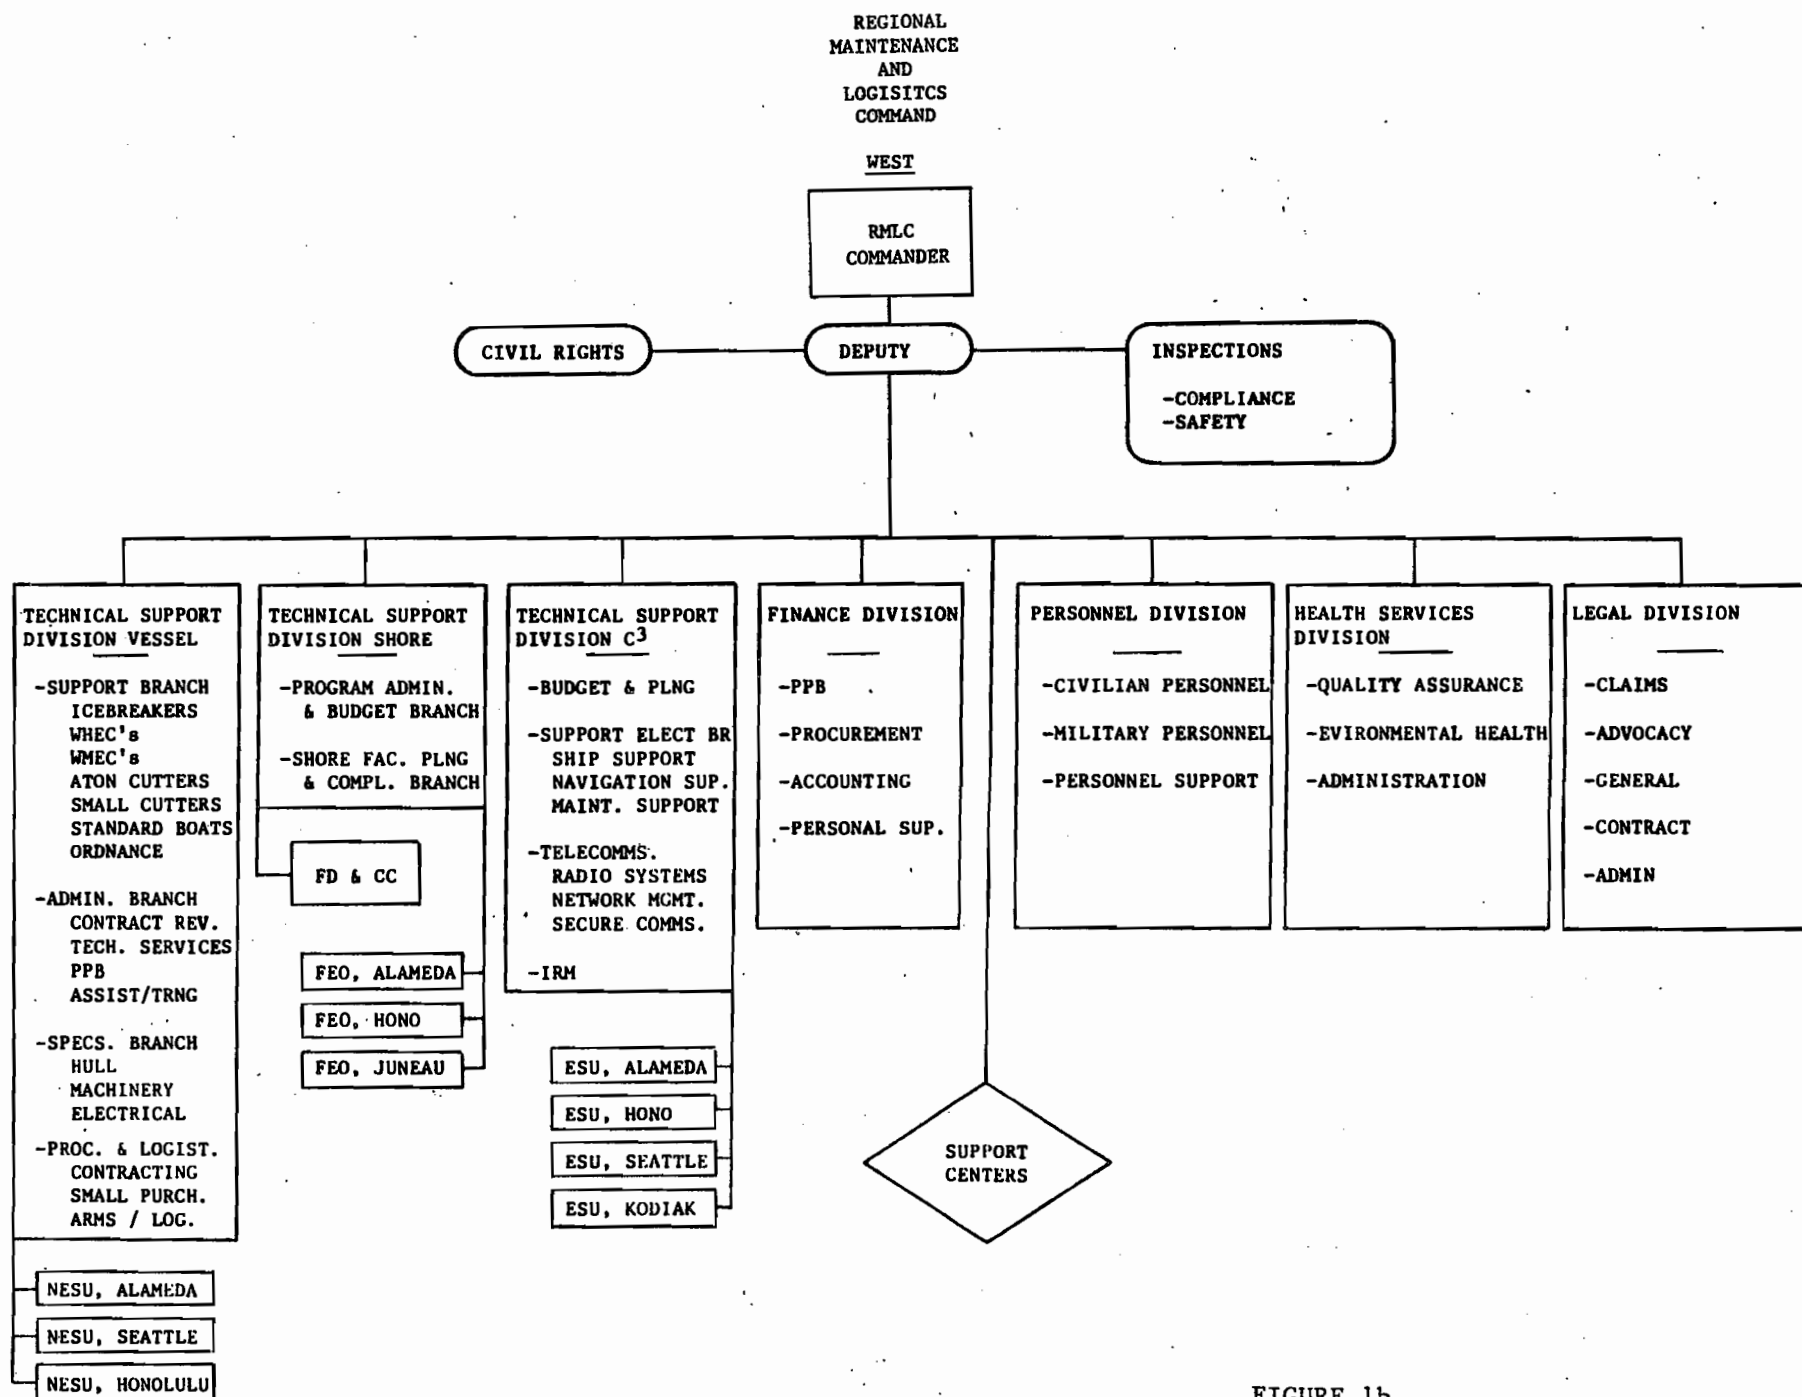 REGIONAL
MAINTENANCE
AND
LOGISITCS
COMMAND
WEST
RMLC
COMMANDER
CIVIL RIGHTS
DEPUTY
INSPECTIONS
-COMPLIANCE
-SAFETY
TECHNICAL SUPPORT
DIVISION VESSEL
-SUPPORT BRANCH
ICEBREAKERS
WHEC's
WMEC's
ATON CUTTERS
SMALL CUTTERS
STANDARD BOATS
ORDNANCE
-ADMIN. BRANCH
CONTRACT REV.
TECH. SERVICES
PPB
ASSIST/TRNG
-SPECS. BRANCH
HULL
MACHINERY
ELECTRICAL
-PROC. & LOGIST.
CONTRACTING
SMALL PURCH.
ARMS / LOG.
NESU, ALAMEDA
NESU, SEATTLE
NESU, HONOLULU
TECHNICAL SUPPORT
DIVISION SHORE
-PROGRAM ADMIN.
& BUDGET BRANCH
-SHORE FAC. PLNG
& COMPL. BRANCH
FD & CC
FEO, ALAMEDA
FEO, HONO
FEO, JUNEAU
TECHNICAL SUPPORT
DIVISION C³
-BUDGET & PLNG
-SUPPORT ELECT BR
SHIP SUPPORT
NAVIGATION SUP.
MAINT. SUPPORT
-TELECOMMS.
RADIO SYSTEMS
NETWORK MGMT.
SECURE COMMS.
-IRM
ESU, ALAMEDA
ESU, HONO
ESU, SEATTLE
ESU, KODIAK
FINANCE DIVISION
-PPB
-PROCUREMENT
-ACCOUNTING
-PERSONAL SUP.
SUPPORT
CENTERS
PERSONNEL DIVISION
-CIVILIAN PERSONNEL
-MILITARY PERSONNEL
-PERSONNEL SUPPORT
HEALTH SERVICES
DIVISION
-QUALITY ASSURANCE
-EVIRONMENTAL HEALTH
-ADMINISTRATION
LEGAL DIVISION
-CLAIMS
-ADVOCACY
-GENERAL
-CONTRACT
-ADMIN
FIGURE 1b